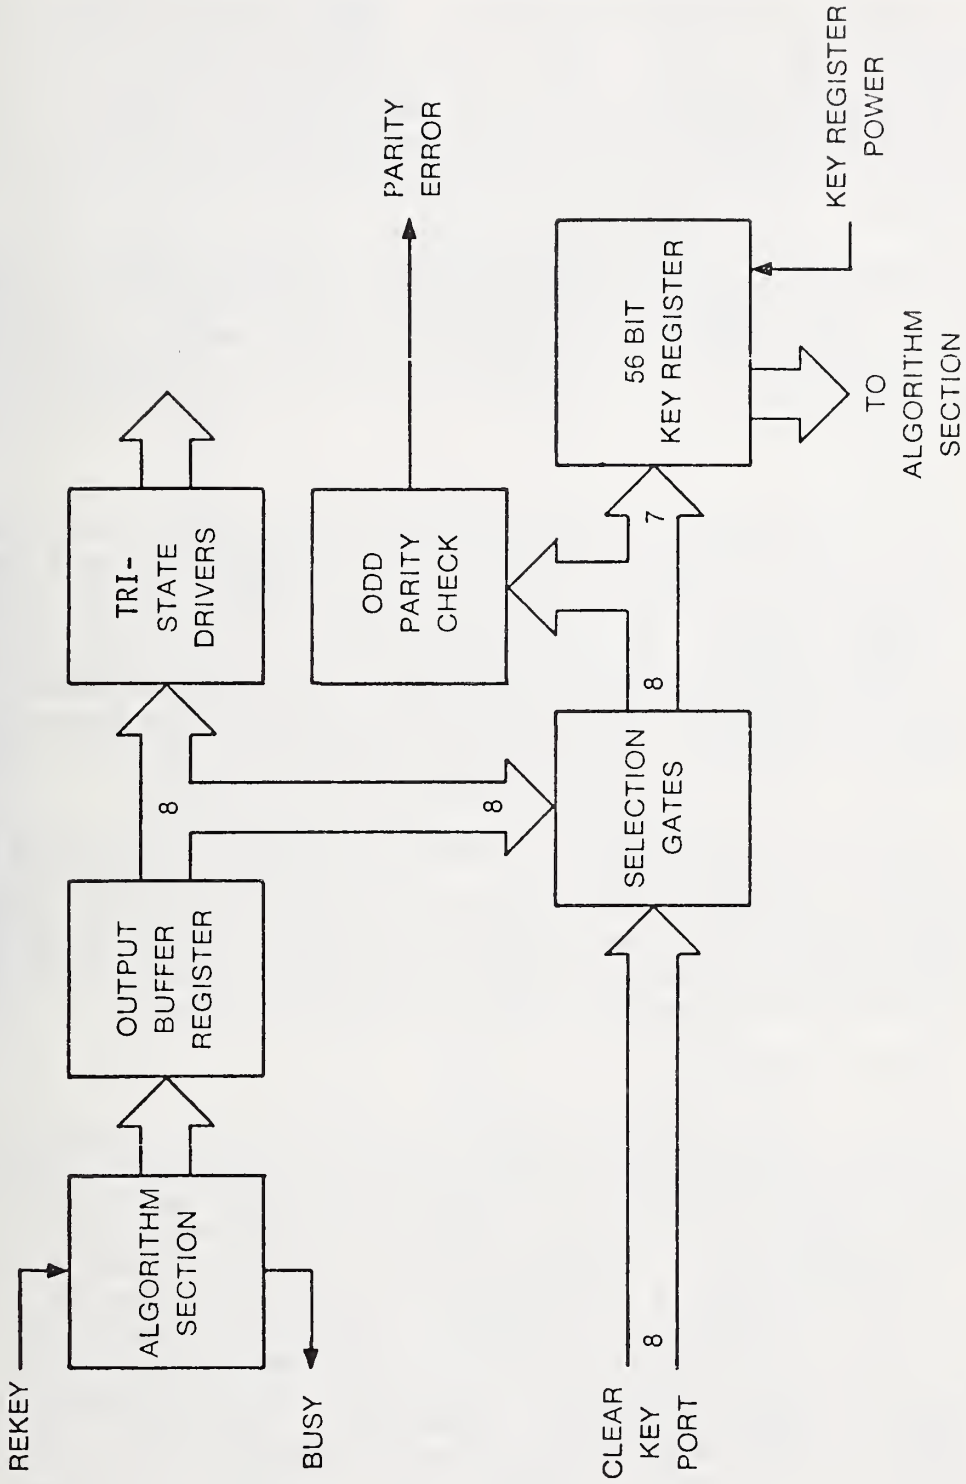 REKEY
ALGORITHM
SECTION
BUSY
OUTPUT
BUFFER
REGISTER
8
8
TRI-
STATE
DRIVERS
CLEAR
KEY
PORT
8
SELECTION
GATES
8
7
ODD
PARITY
CHECK
PARITY
ERROR
56 BIT
KEY REGISTER
KEY REGISTER
POWER
TO
ALGORITHM
SECTION